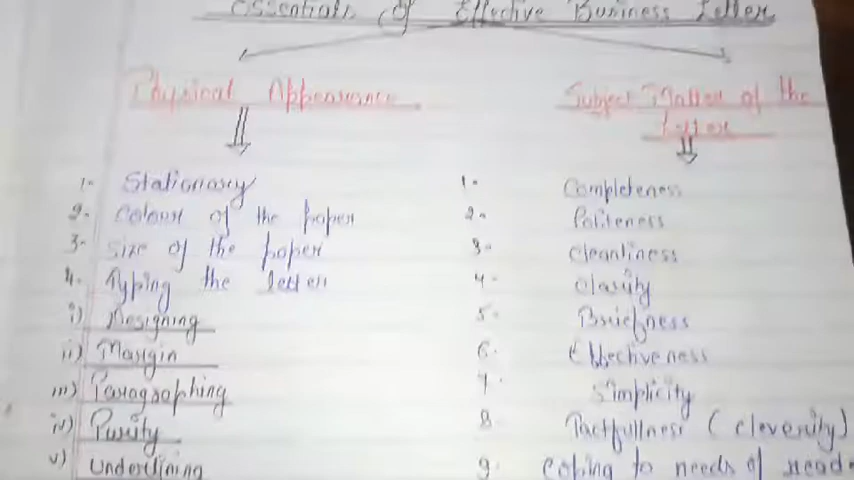 Essentials Of Effective Business Letter
Physical Appearance
Subject Matter of the
letter
1- Stationary
2- Colour of the paper
3- Size of the paper
4- Typing the letter
i) Designing
ii) Margin
iii) Paragraphing
iv) Purity
v) Underlining
1- Completeness
2- Politeness
3- Cleanliness
4- Clarity
5- Briefness
6- Effectiveness
7- Simplicity
8 Tactfullness (cleverity)
9- Coping to needs of